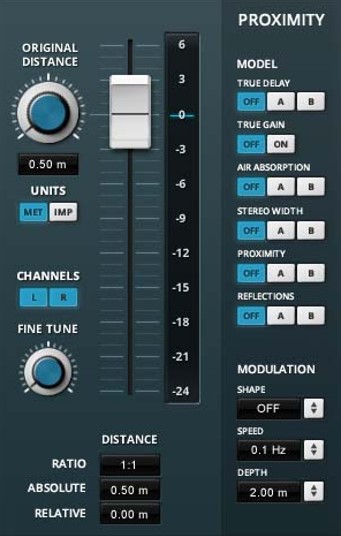 PROXIMITY
ORIGINAL
DISTANCE
0.50 m
UNITS
MET IMP
CHANNELS
L R
FINE TUNE
6
3
0
-3
-6
-9
-12
-15
-18
-21
-24
DISTANCE
RATIO 1:1
ABSOLUTE 0.50 m
RELATIVE 0.00 m
MODEL
TRUE DELAY
OFF A B
TRUE GAIN
OFF ON
AIR ABSORPTION
OFF A B
STEREO WIDTH
OFF A B
PROXIMITY
OFF A B
REFLECTIONS
OFF A B
MODULATION
SHAPE
OFF
SPEED
0.1 Hz
DEPTH
2.00 m